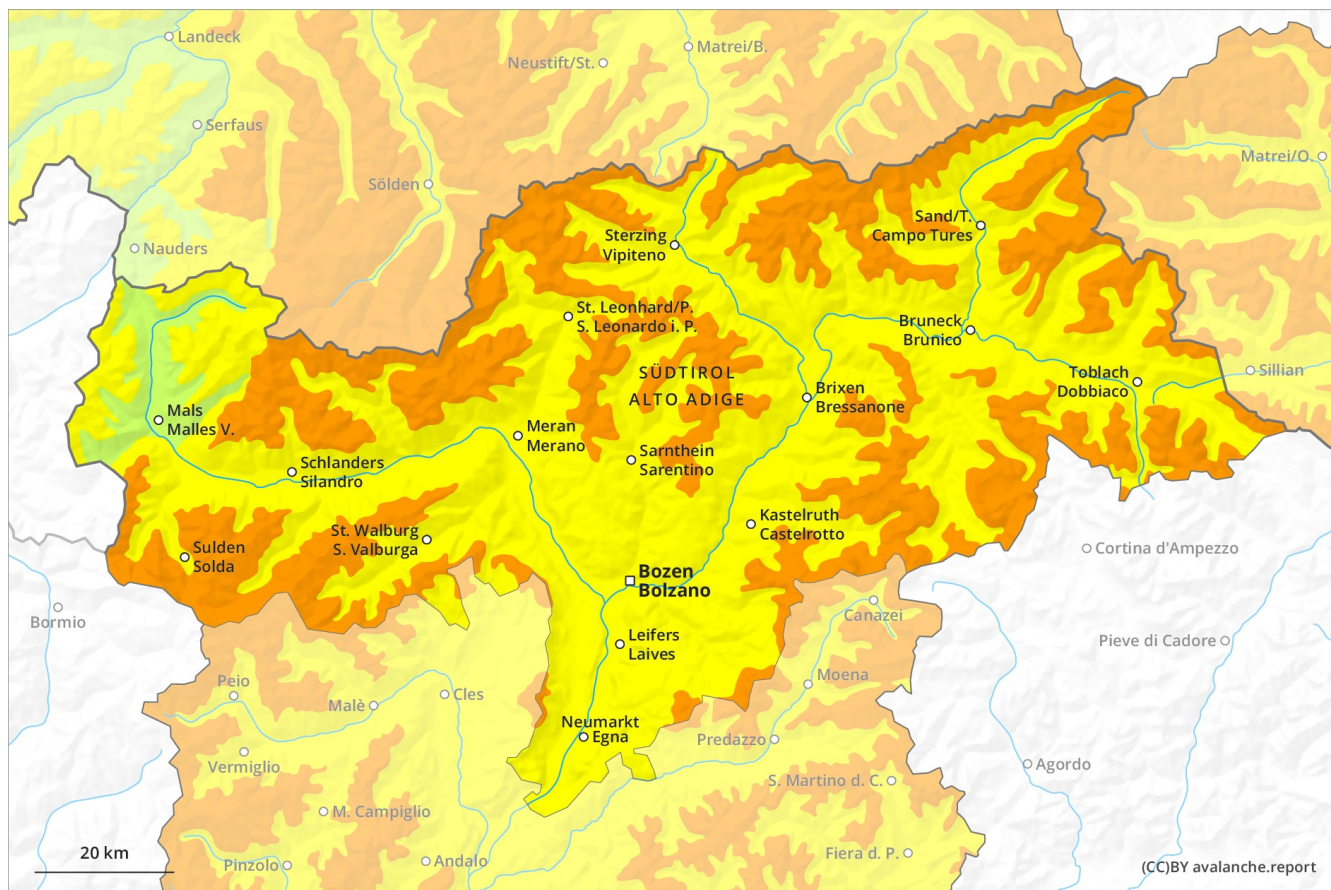 Landeck
Matrei/B.
Neustift/St.
Serfaus
Matrei/O.
Sölden
Nauders
Sand/T.
Campo Tures
Sterzing
Vipiteno
St. Leonhard/P.
S. Leonardo i. P.
Bruneck
Brunico
Toblach
Dobbiaco
Sillian
SÜDTIROL
ALTO ADIGE
Brixen
Bressanone
Mals
Malles V.
Meran
Merano
Schlanders
Silandro
Sarnthein
Sarentino
Kastelruth
Castelrotto
St. Walburg
S. Valburga
Sulden
Solda
Cortina d'Ampezzo
Bozen
Bolzano
Bormio
Canazei
Leifers
Laives
Pieve di Cadore
Peio
Malè
Cles
Moena
Neumarkt
Egna
Predazzo
Vermiglio
Agordo
S. Martino d. C.
M. Campiglio
20 km
Pinzolo
Andalo
Fiera d. P.
(CC)BY avalanche.report